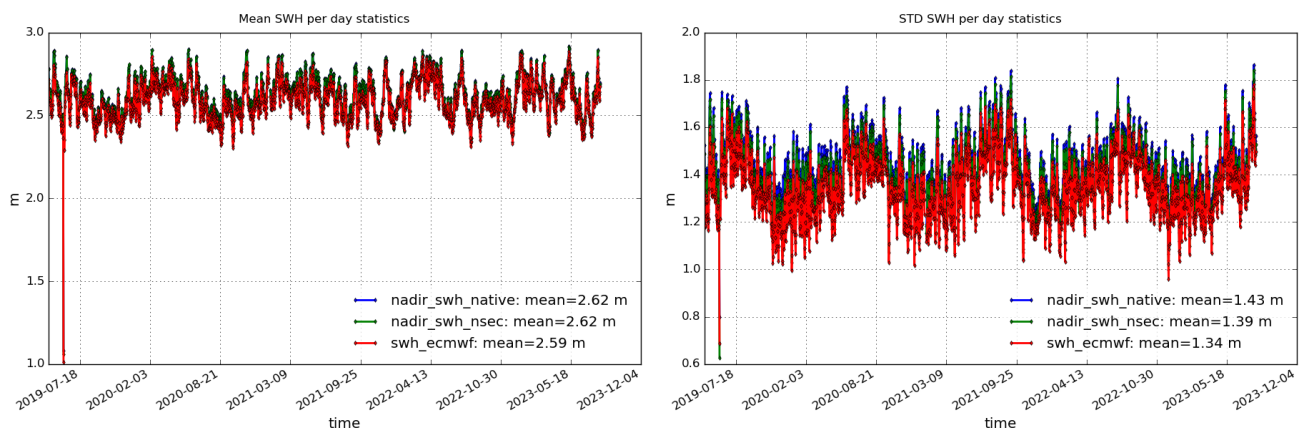 Mean SWH per day statistics
3.0
2.5
2.0
1.5
1.0
m
nadir_swh_native: mean=2.62 m
nadir_swh_nsec: mean=2.62 m
swh_ecmwf: mean=2.59 m
2019-07-18
2020-02-03
2020-08-21
2021-03-09
2021-09-25
2022-04-13
2022-10-30
2023-05-18
2023-12-04
time
STD SWH per day statistics
2.0
1.8
1.6
1.4
1.2
1.0
0.8
0.6
m
nadir_swh_native: mean=1.43 m
nadir_swh_nsec: mean=1.39 m
swh_ecmwf: mean=1.34 m
2019-07-18
2020-02-03
2020-08-21
2021-03-09
2021-09-25
2022-04-13
2022-10-30
2023-05-18
2023-12-04
time